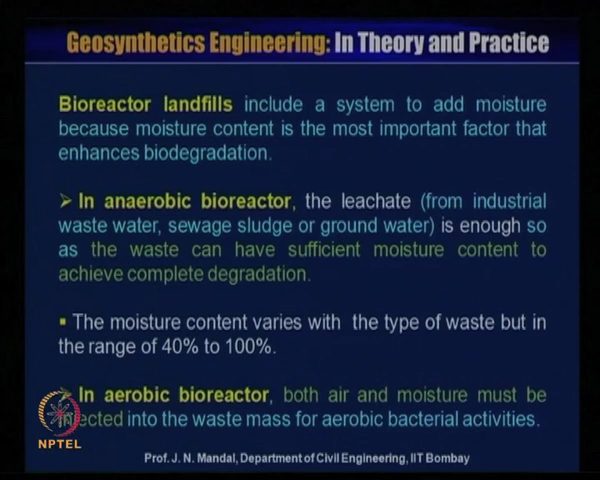 Geosynthetics Engineering: In Theory and Practice
Bioreactor landfills include a system to add moisture
because moisture content is the most important factor that
enhances biodegradation.
➢ In anaerobic bioreactor, the leachate (from industrial
waste water, sewage sludge or ground water) is enough so
as the waste can have sufficient moisture content to
achieve complete degradation.
▪ The moisture content varies with the type of waste but in
the range of 40% to 100%.
➢ In aerobic bioreactor, both air and moisture must be
injected into the waste mass for aerobic bacterial activities.
NPTEL
Prof. J. N. Mandal, Department of Civil Engineering, IIT Bombay